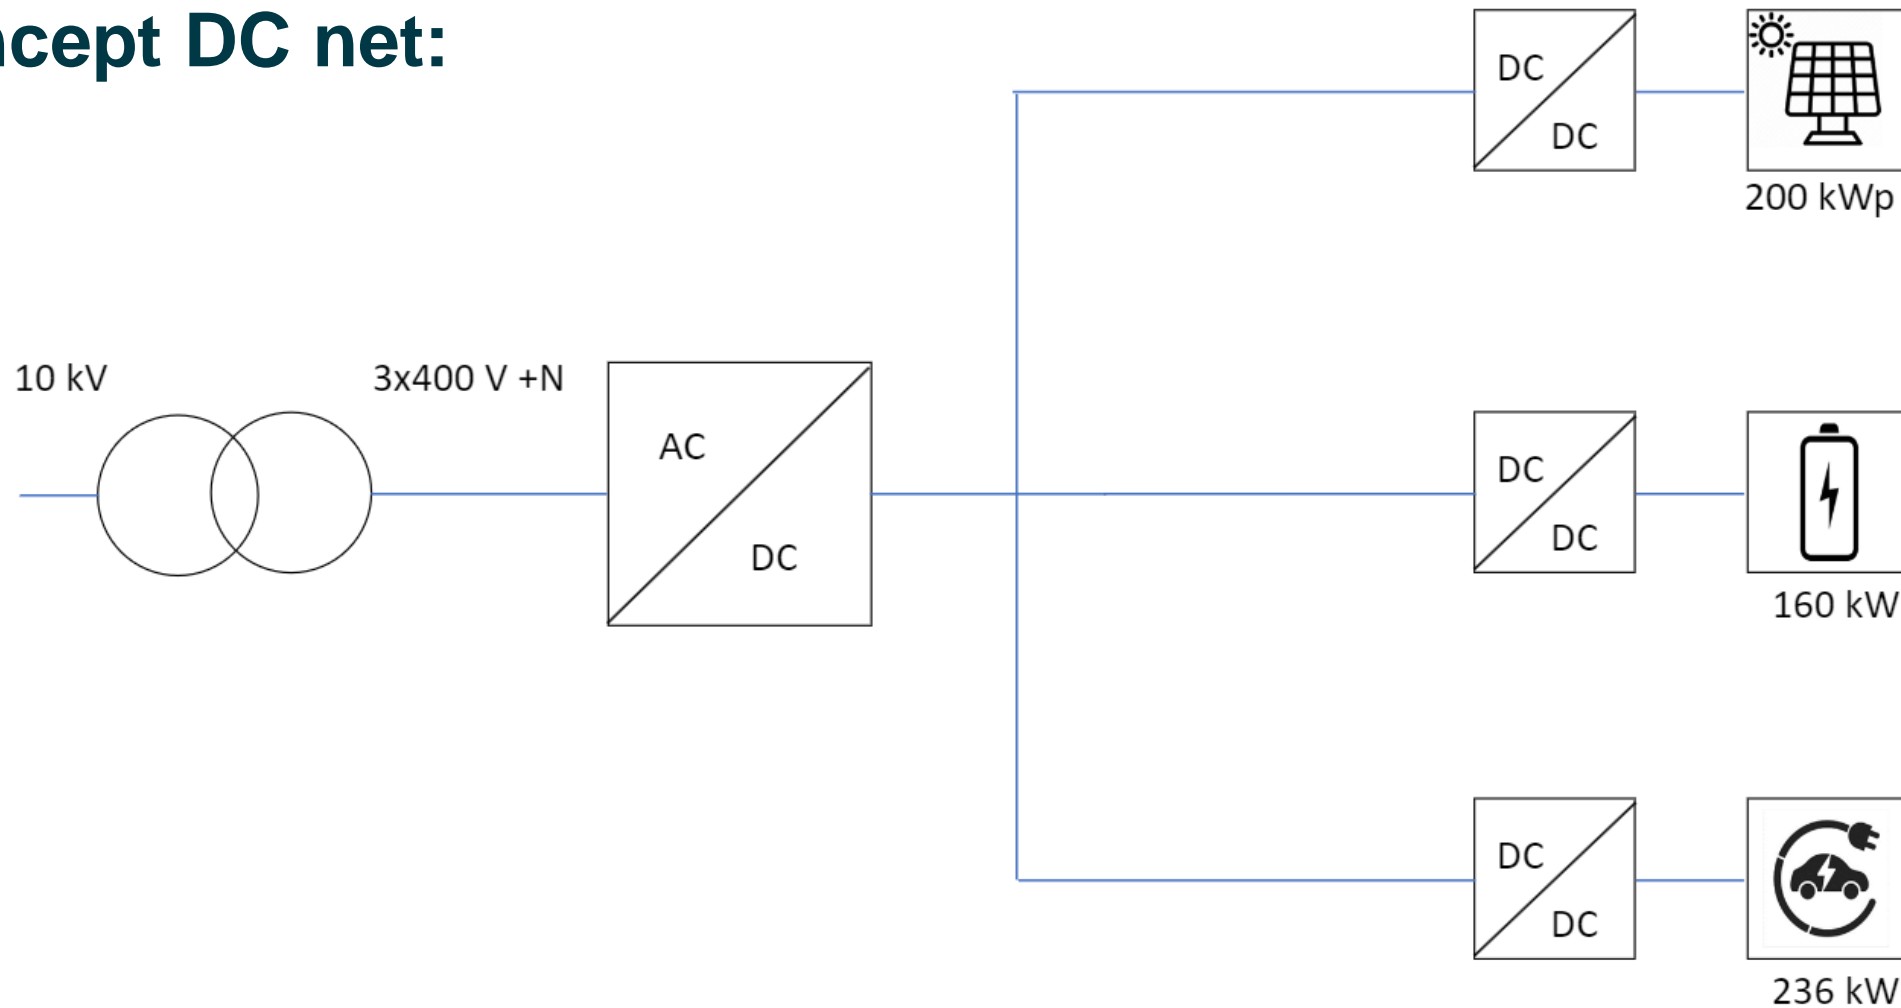 ncept DC net:
DC
DC
200 kWp
10 kV
3x400 V +N
AC
DC
DC
DC
160 kW
DC
DC
236 kW